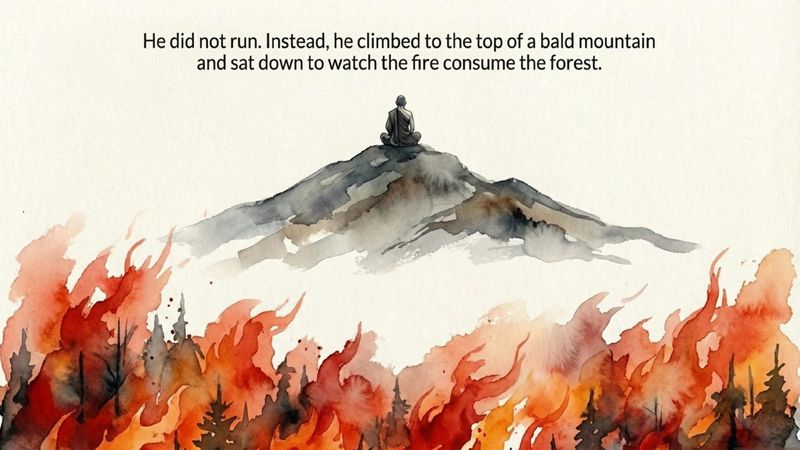 He did not run. Instead, he climbed to the top of a bald mountain
and sat down to watch the fire consume the forest.